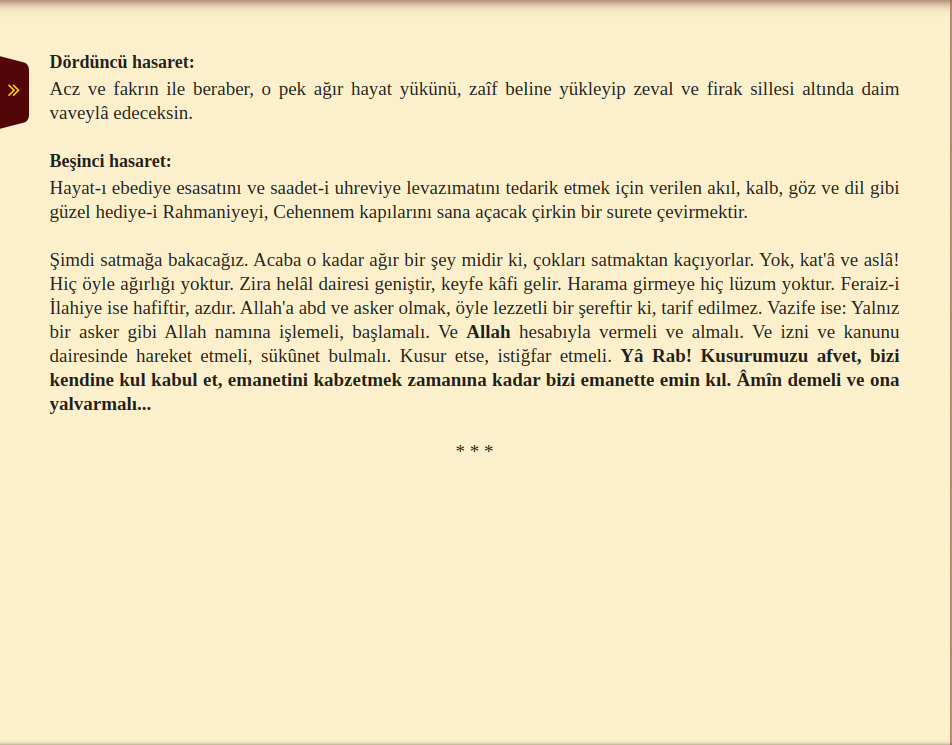 Dördüncü hasaret:
Acz ve fakrın ile beraber, o pek ağır hayat yükünü, zaîf beline yükleyip zeval ve firak sillesi altında daim
vaveylâ edeceksin.
Beşinci hasaret:
Hayat-ı ebediye esasatını ve saadet-i uhreviye levazımatını tedarik etmek için verilen akıl, kalb, göz ve dil gibi
güzel hediye-i Rahmaniyeyi, Cehennem kapılarını sana açacak çirkin bir surete çevirmektir.
Şimdi satmağa bakacağız. Acaba o kadar ağır bir şey midir ki, çokları satmaktan kaçıyorlar. Yok, kat'â ve aslâ!
Hiç öyle ağırlığı yoktur. Zira helâl dairesi geniştir, keyfe kâfi gelir. Harama girmeye hiç lüzum yoktur. Feraiz-i
İlahiye ise hafiftir, azdır. Allah'a abd ve asker olmak, öyle lezzetli bir şereftir ki, tarif edilmez. Vazife ise: Yalnız
bir asker gibi Allah namına işlemeli, başlamalı. Ve Allah hesabıyla vermeli ve almalı. Ve izni ve kanunu
dairesinde hareket etmeli, sükûnet bulmalı. Kusur etse, istiğfar etmeli. Yâ Rab! Kusurumuzu afvet, bizi
kendine kul kabul et, emanetini kabzetmek zamanına kadar bizi emanette emin kıl. Âmîn demeli ve ona
yalvarmalı...
* * *